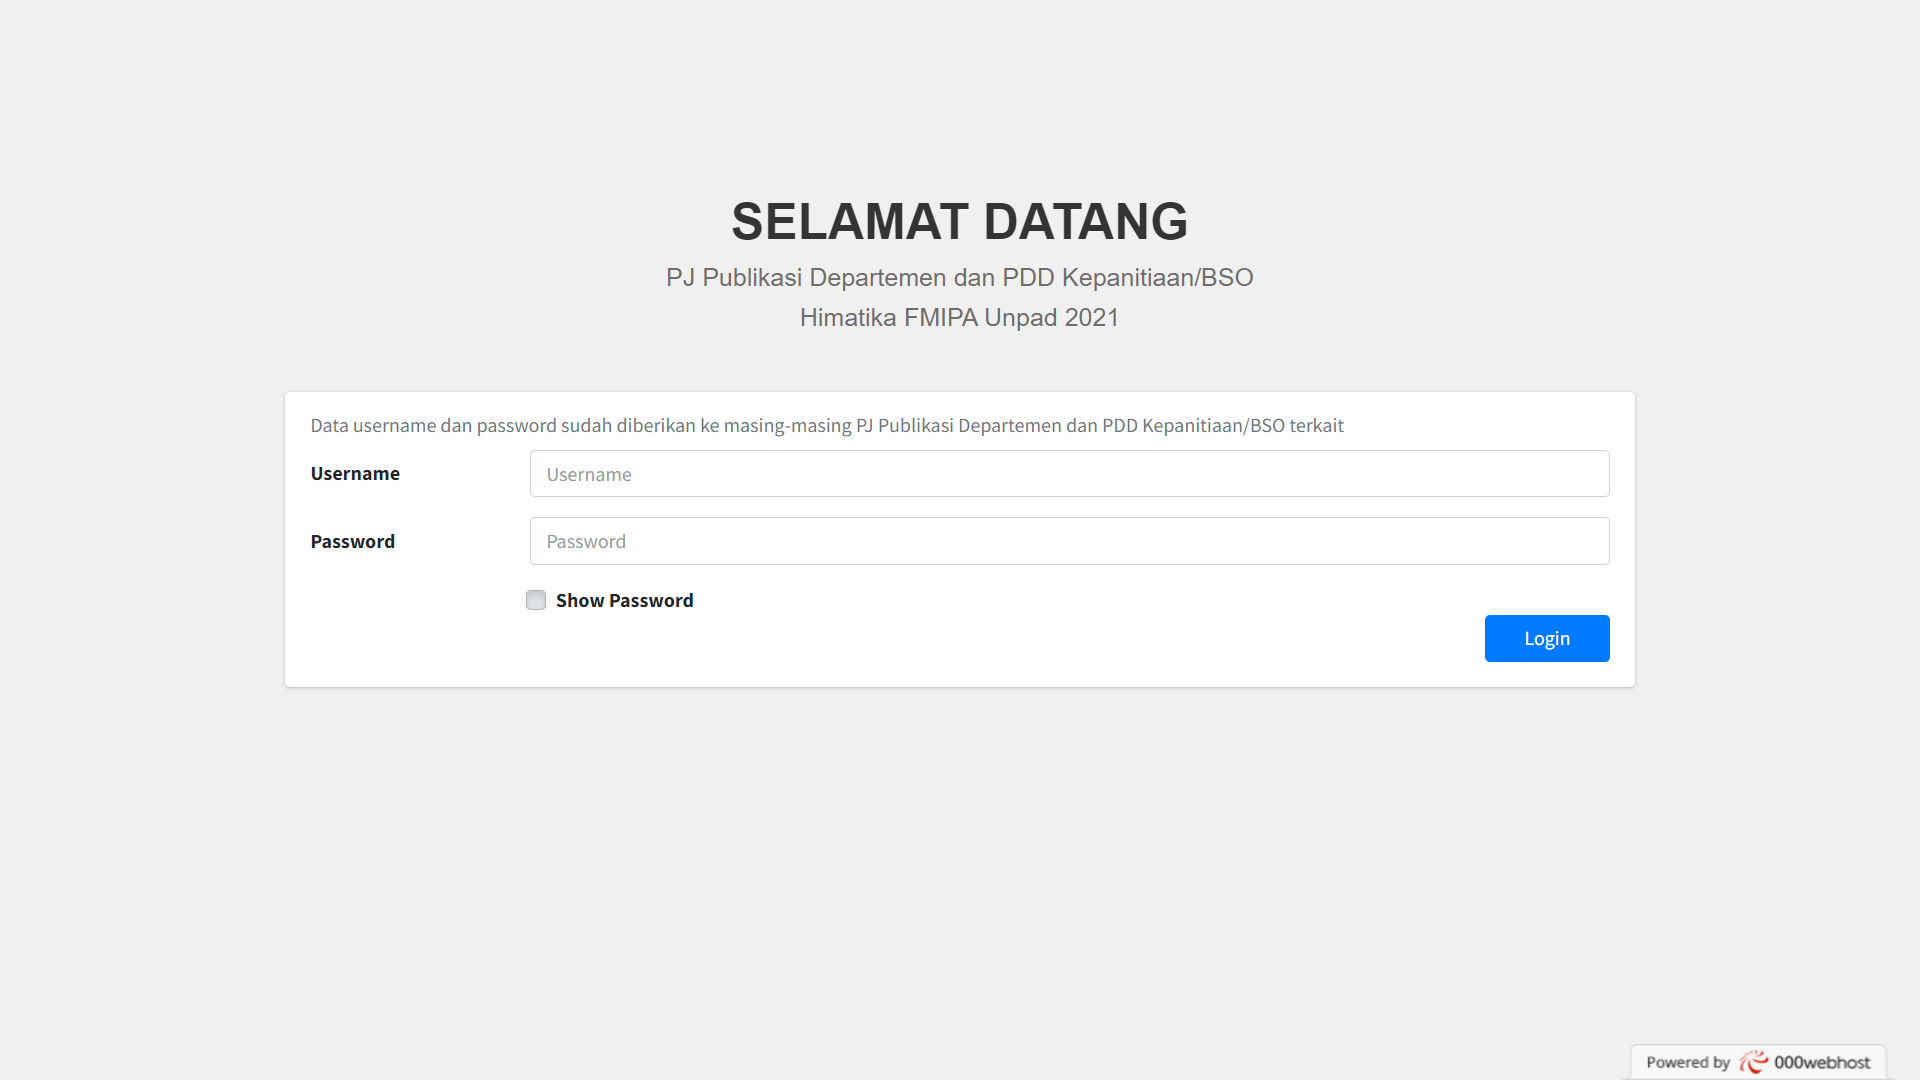 SELAMAT DATANG
PJ Publikasi Departemen dan PDD Kepanitiaan/BSO
Himatika FMIPA Unpad 2021
Data username dan password sudah diberikan ke masing-masing PJ Publikasi Departemen dan PDD Kepanitiaan/BSO terkait
Username
Username
Password
Password
Show Password
Login
Powered by 000webhost